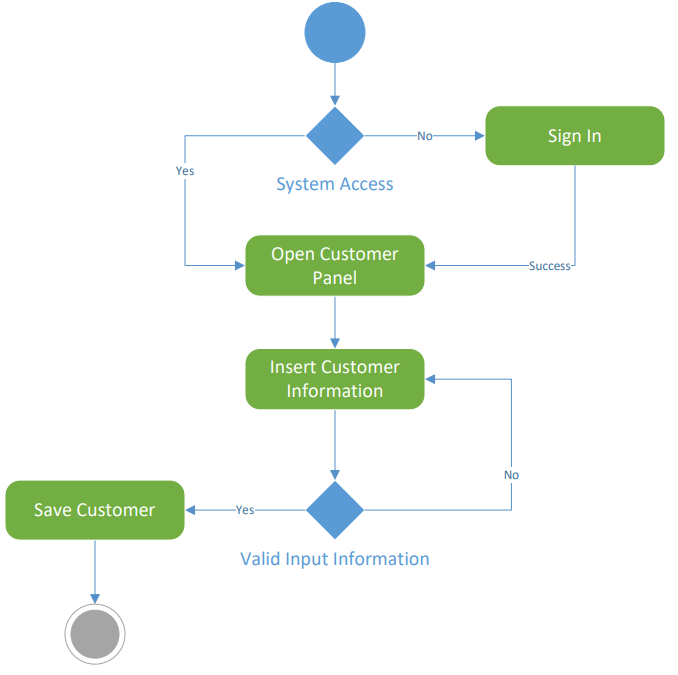 No
Sign In
Yes
System Access
Open Customer
Panel
Success
Insert Customer
Information
No
Save Customer
Yes
Valid Input Information